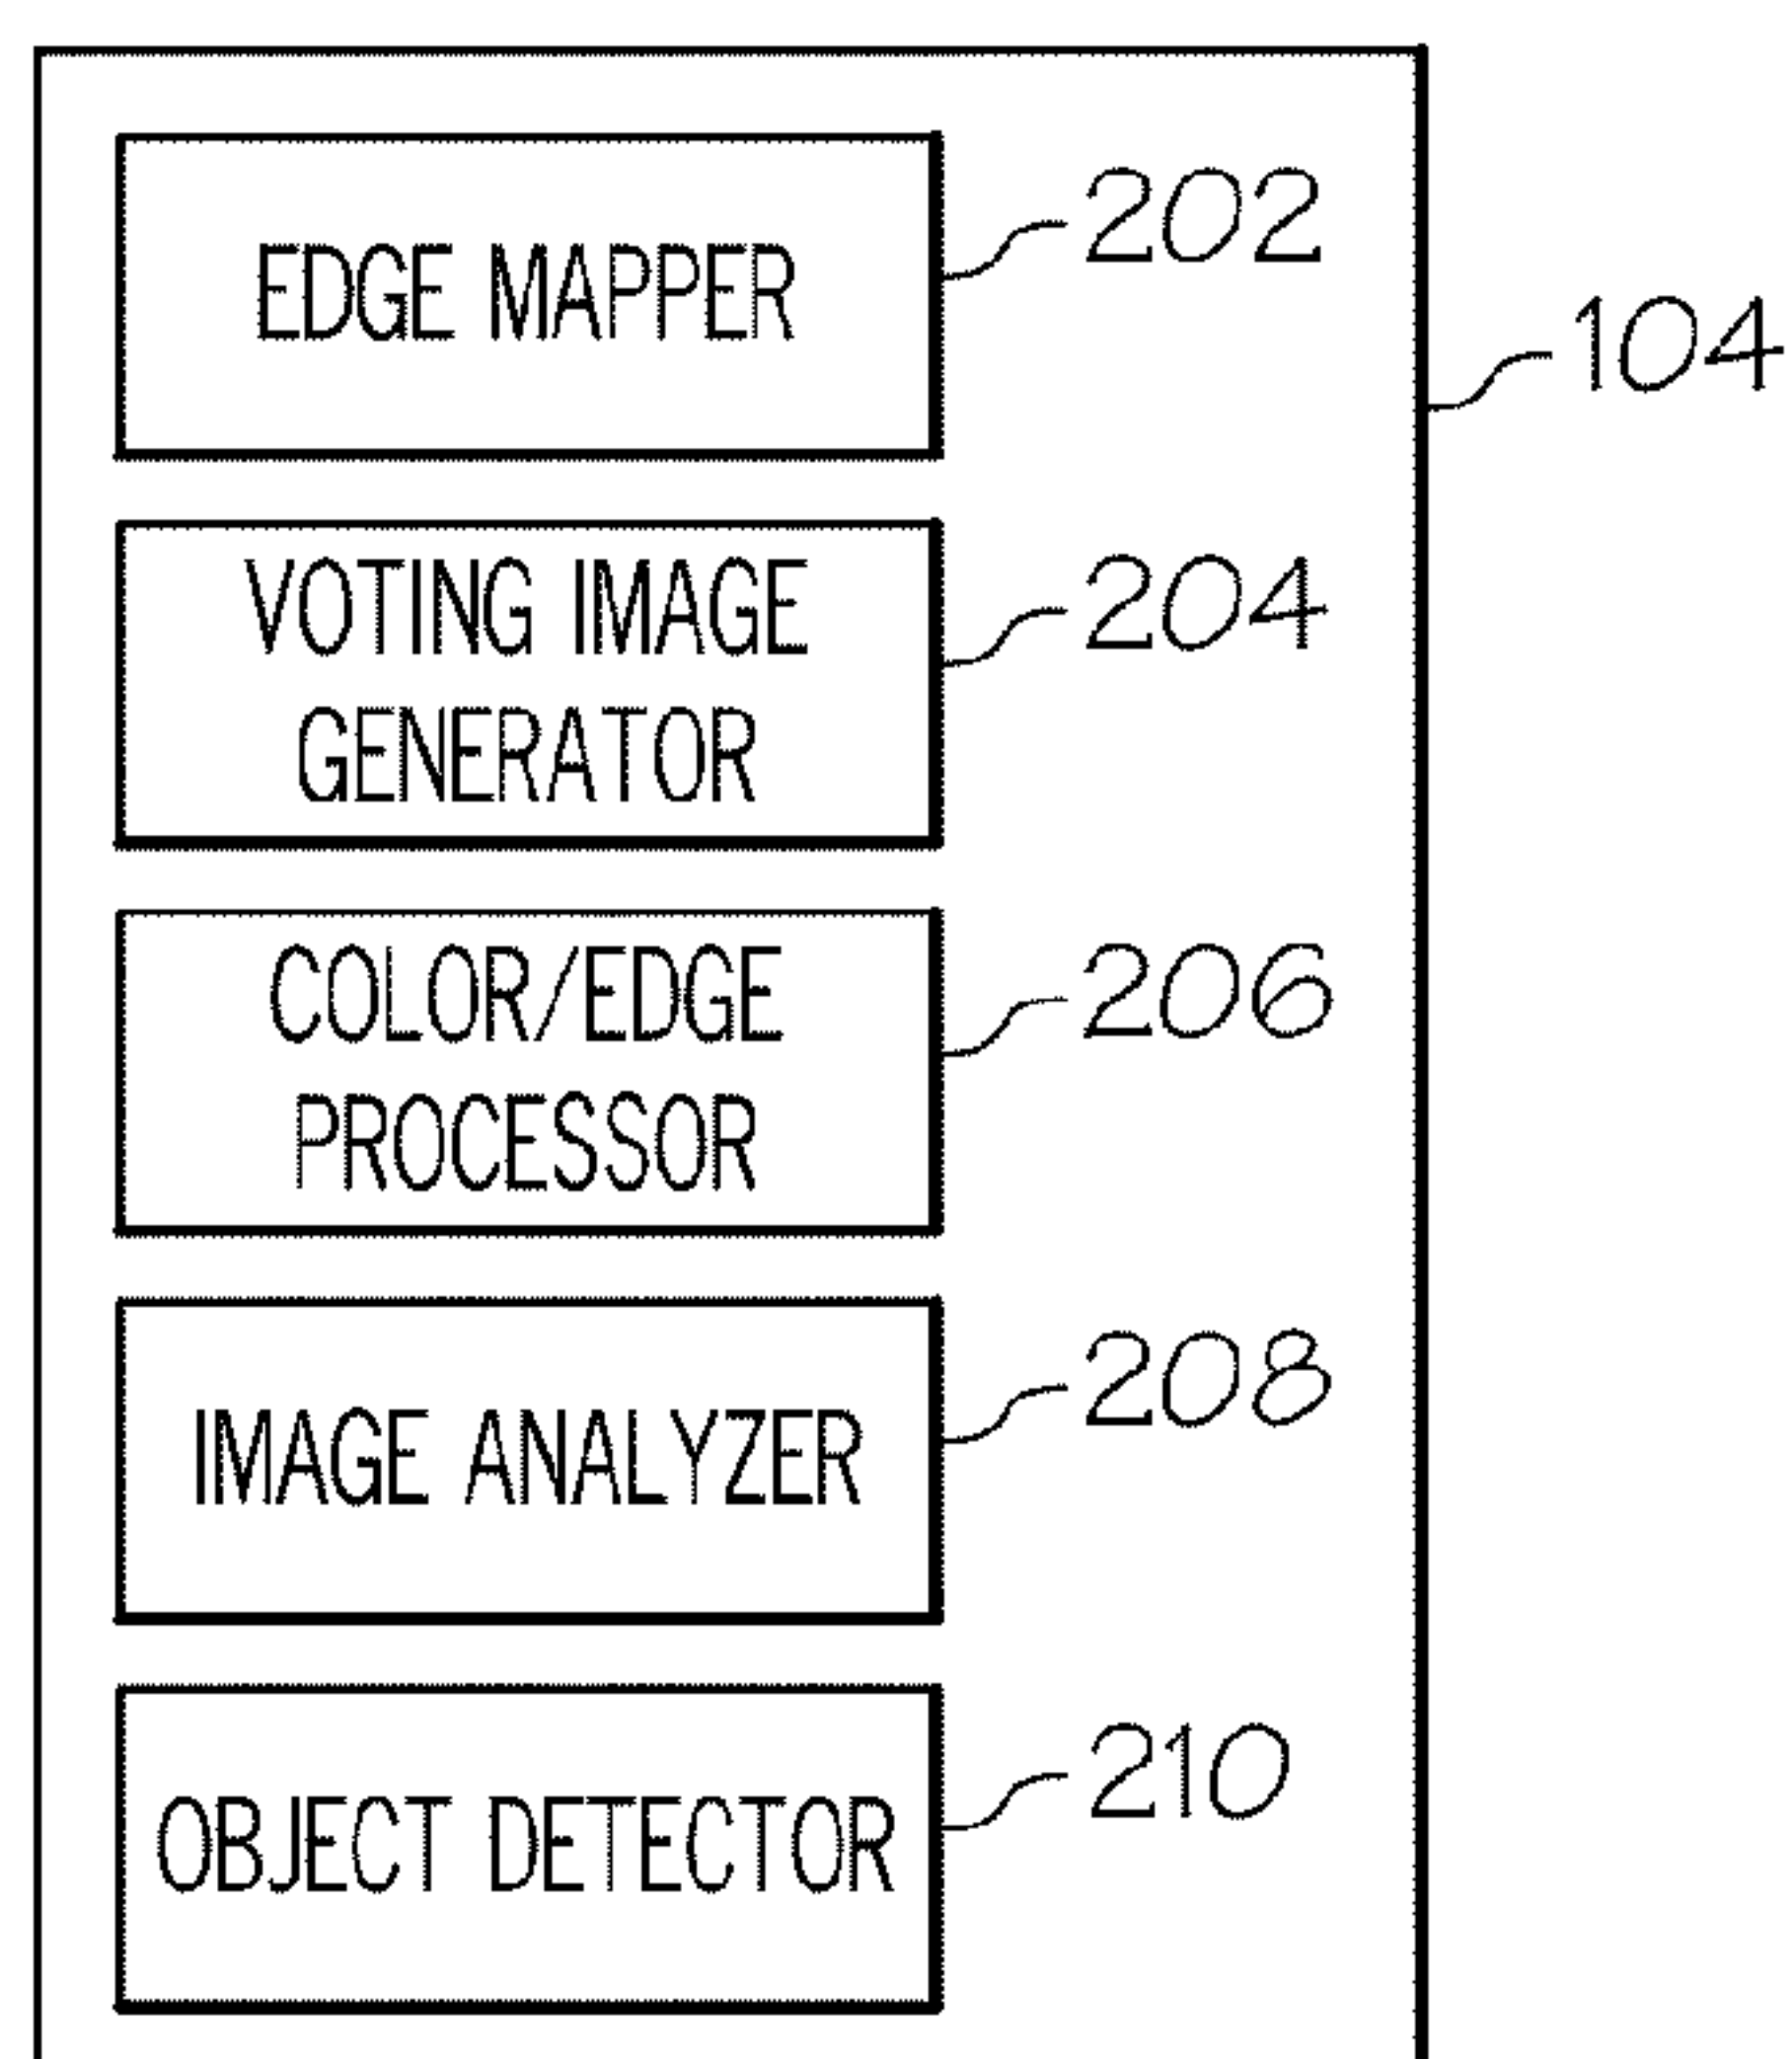 EDGE MAPPER
202
104
VOTING IMAGE
GENERATOR
204
COLOR/EDGE
PROCESSOR
206
IMAGE ANALYZER
208
OBJECT DETECTOR
210